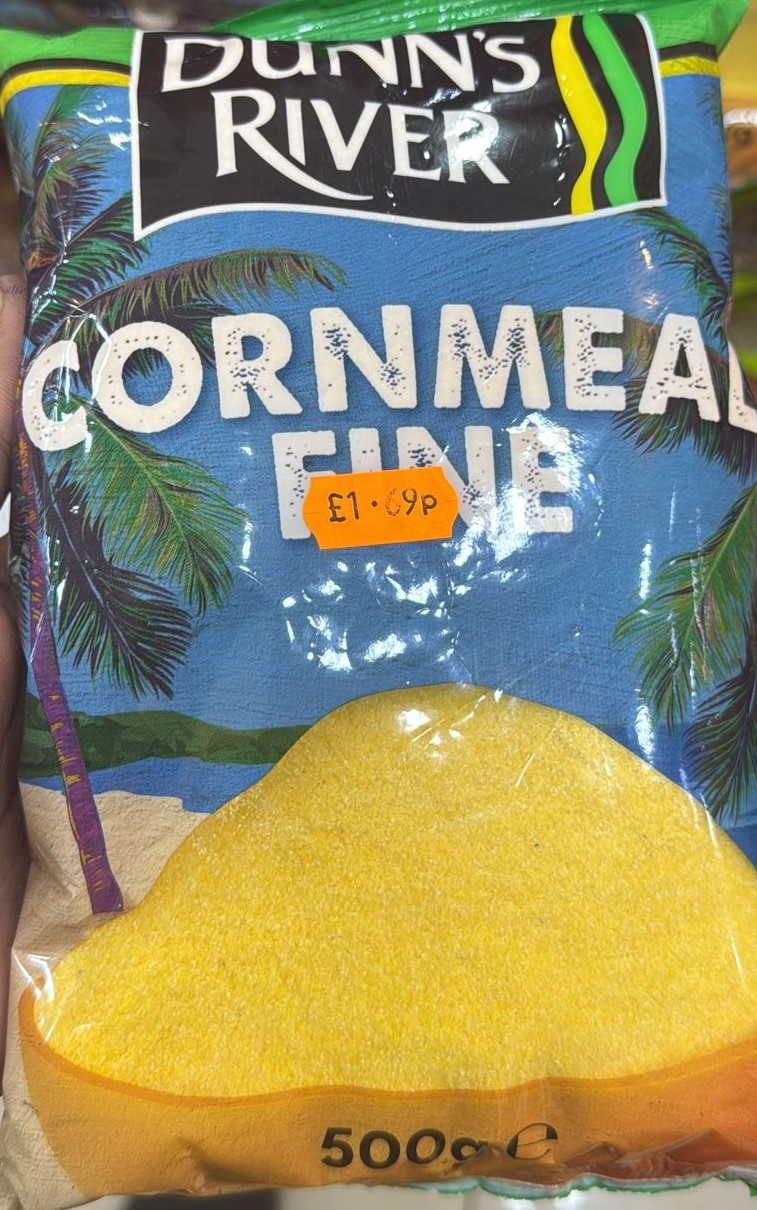 DUNN'S
RIVER
CORNMEAL
FINE
£1.69p
500g e